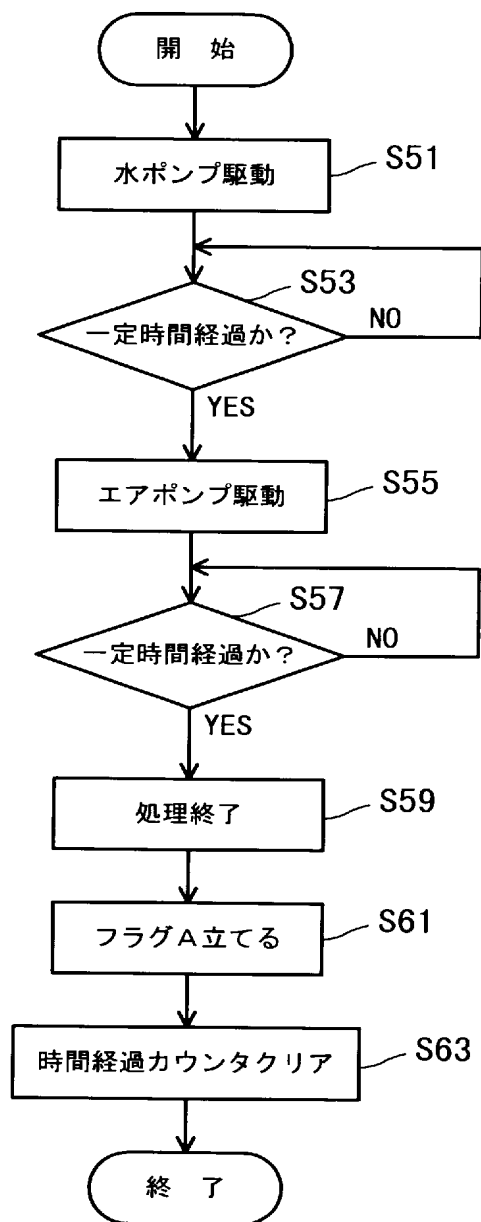 開 始
水ポンプ駆動
S51
S53
一定時間経過か?
NO
YES
エアポンプ駆動
S55
S57
一定時間経過か?
NO
YES
処理終了
S59
フラグA立てる
S61
時間経過カウンタクリア
S63
終 了